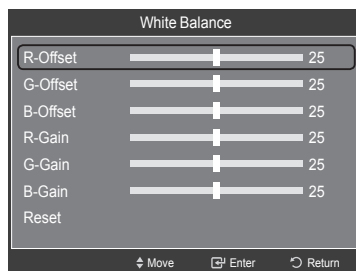 White Balance
R-Offset 25
G-Offset 25
B-Offset 25
R-Gain 25
G-Gain 25
B-Gain 25
Reset
Move Enter Return